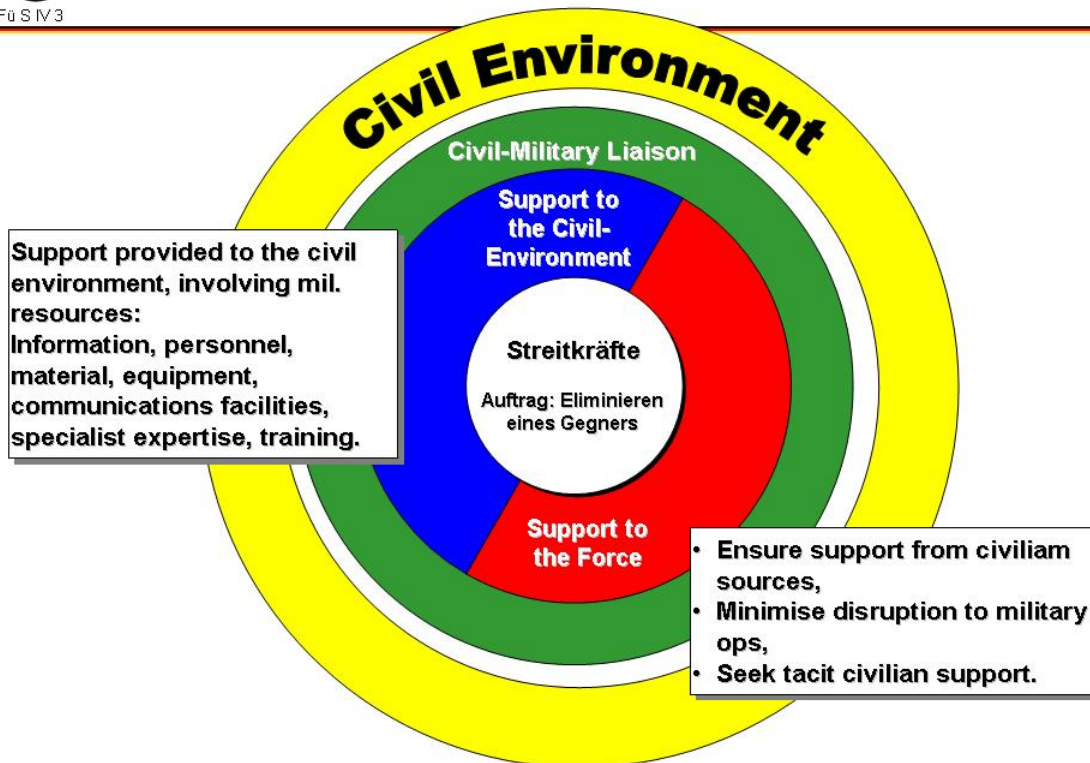 Fü S IV 3
Civil Environment
Civil-Military Liaison
Support to
the Civil-
Environment
Support provided to the civil
environment, involving mil.
resources:
Information, personnel,
material, equipment,
communications facilities,
specialist expertise, training.
Streitkräfte
Auftrag: Eliminieren
eines Gegners
Support to
the Force
• Ensure support from civiliam
sources,
• Minimise disruption to military
ops,
• Seek tacit civilian support.